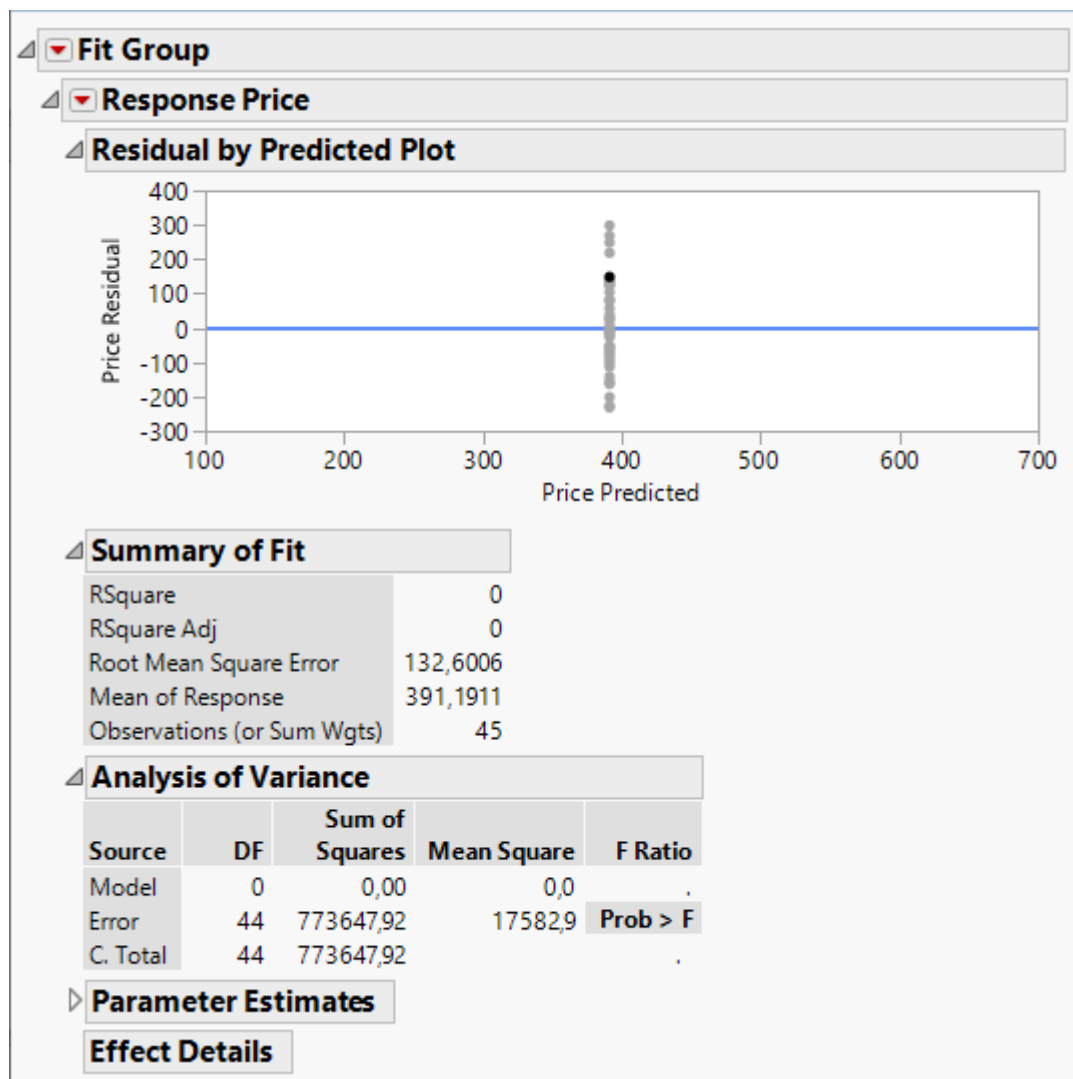 Fit Group
Response Price
Residual by Predicted Plot
400
300
200
100
0
-100
-200
-300
Price Residual
100 200 300 400 500 600 700
Price Predicted
Summary of Fit
RSquare 0
RSquare Adj 0
Root Mean Square Error 132,6006
Mean of Response 391,1911
Observations (or Sum Wgts) 45
Analysis of Variance
Sum of
Source DF Squares Mean Square F Ratio
Model 0 0,00 0,0 .
Error 44 773647,92 17582,9 Prob > F
C. Total 44 773647,92 .
Parameter Estimates
Effect Details